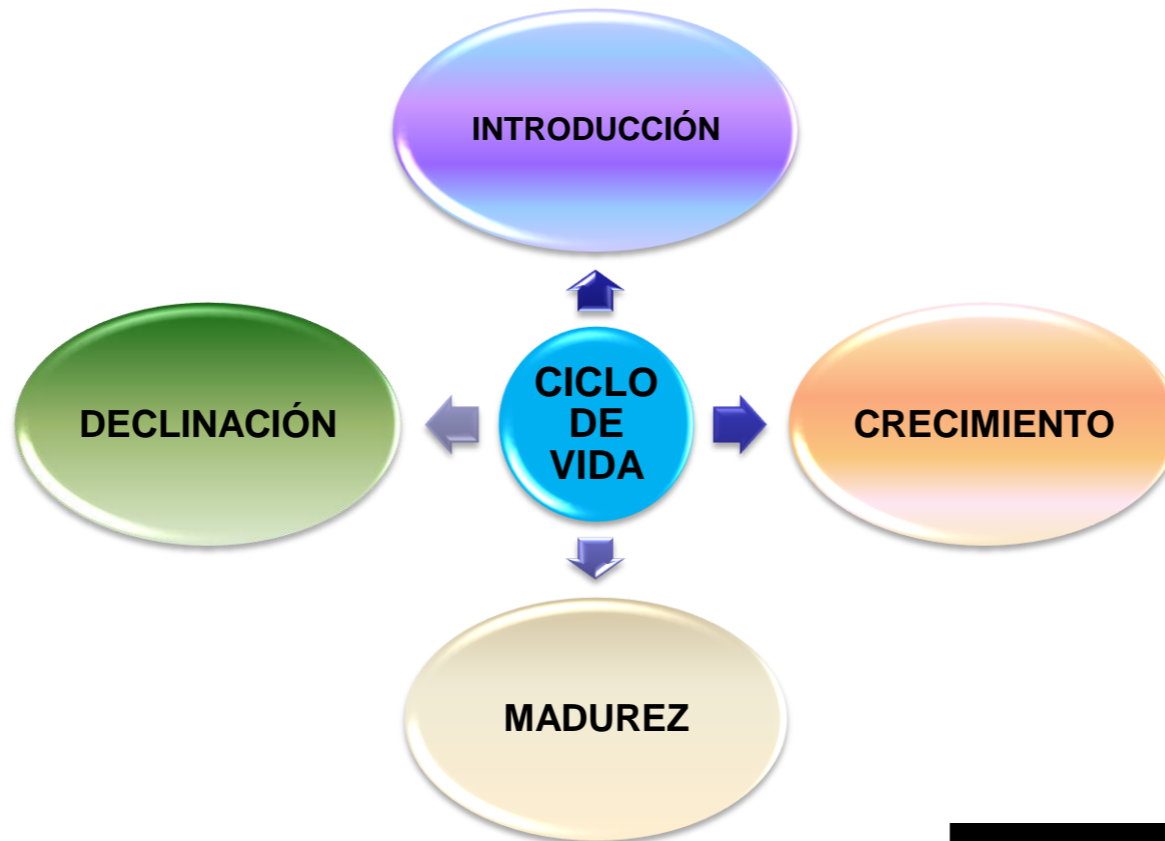 INTRODUCCIÓN
DECLINACIÓN
CICLO
DE
VIDA
CRECIMIENTO
MADUREZ